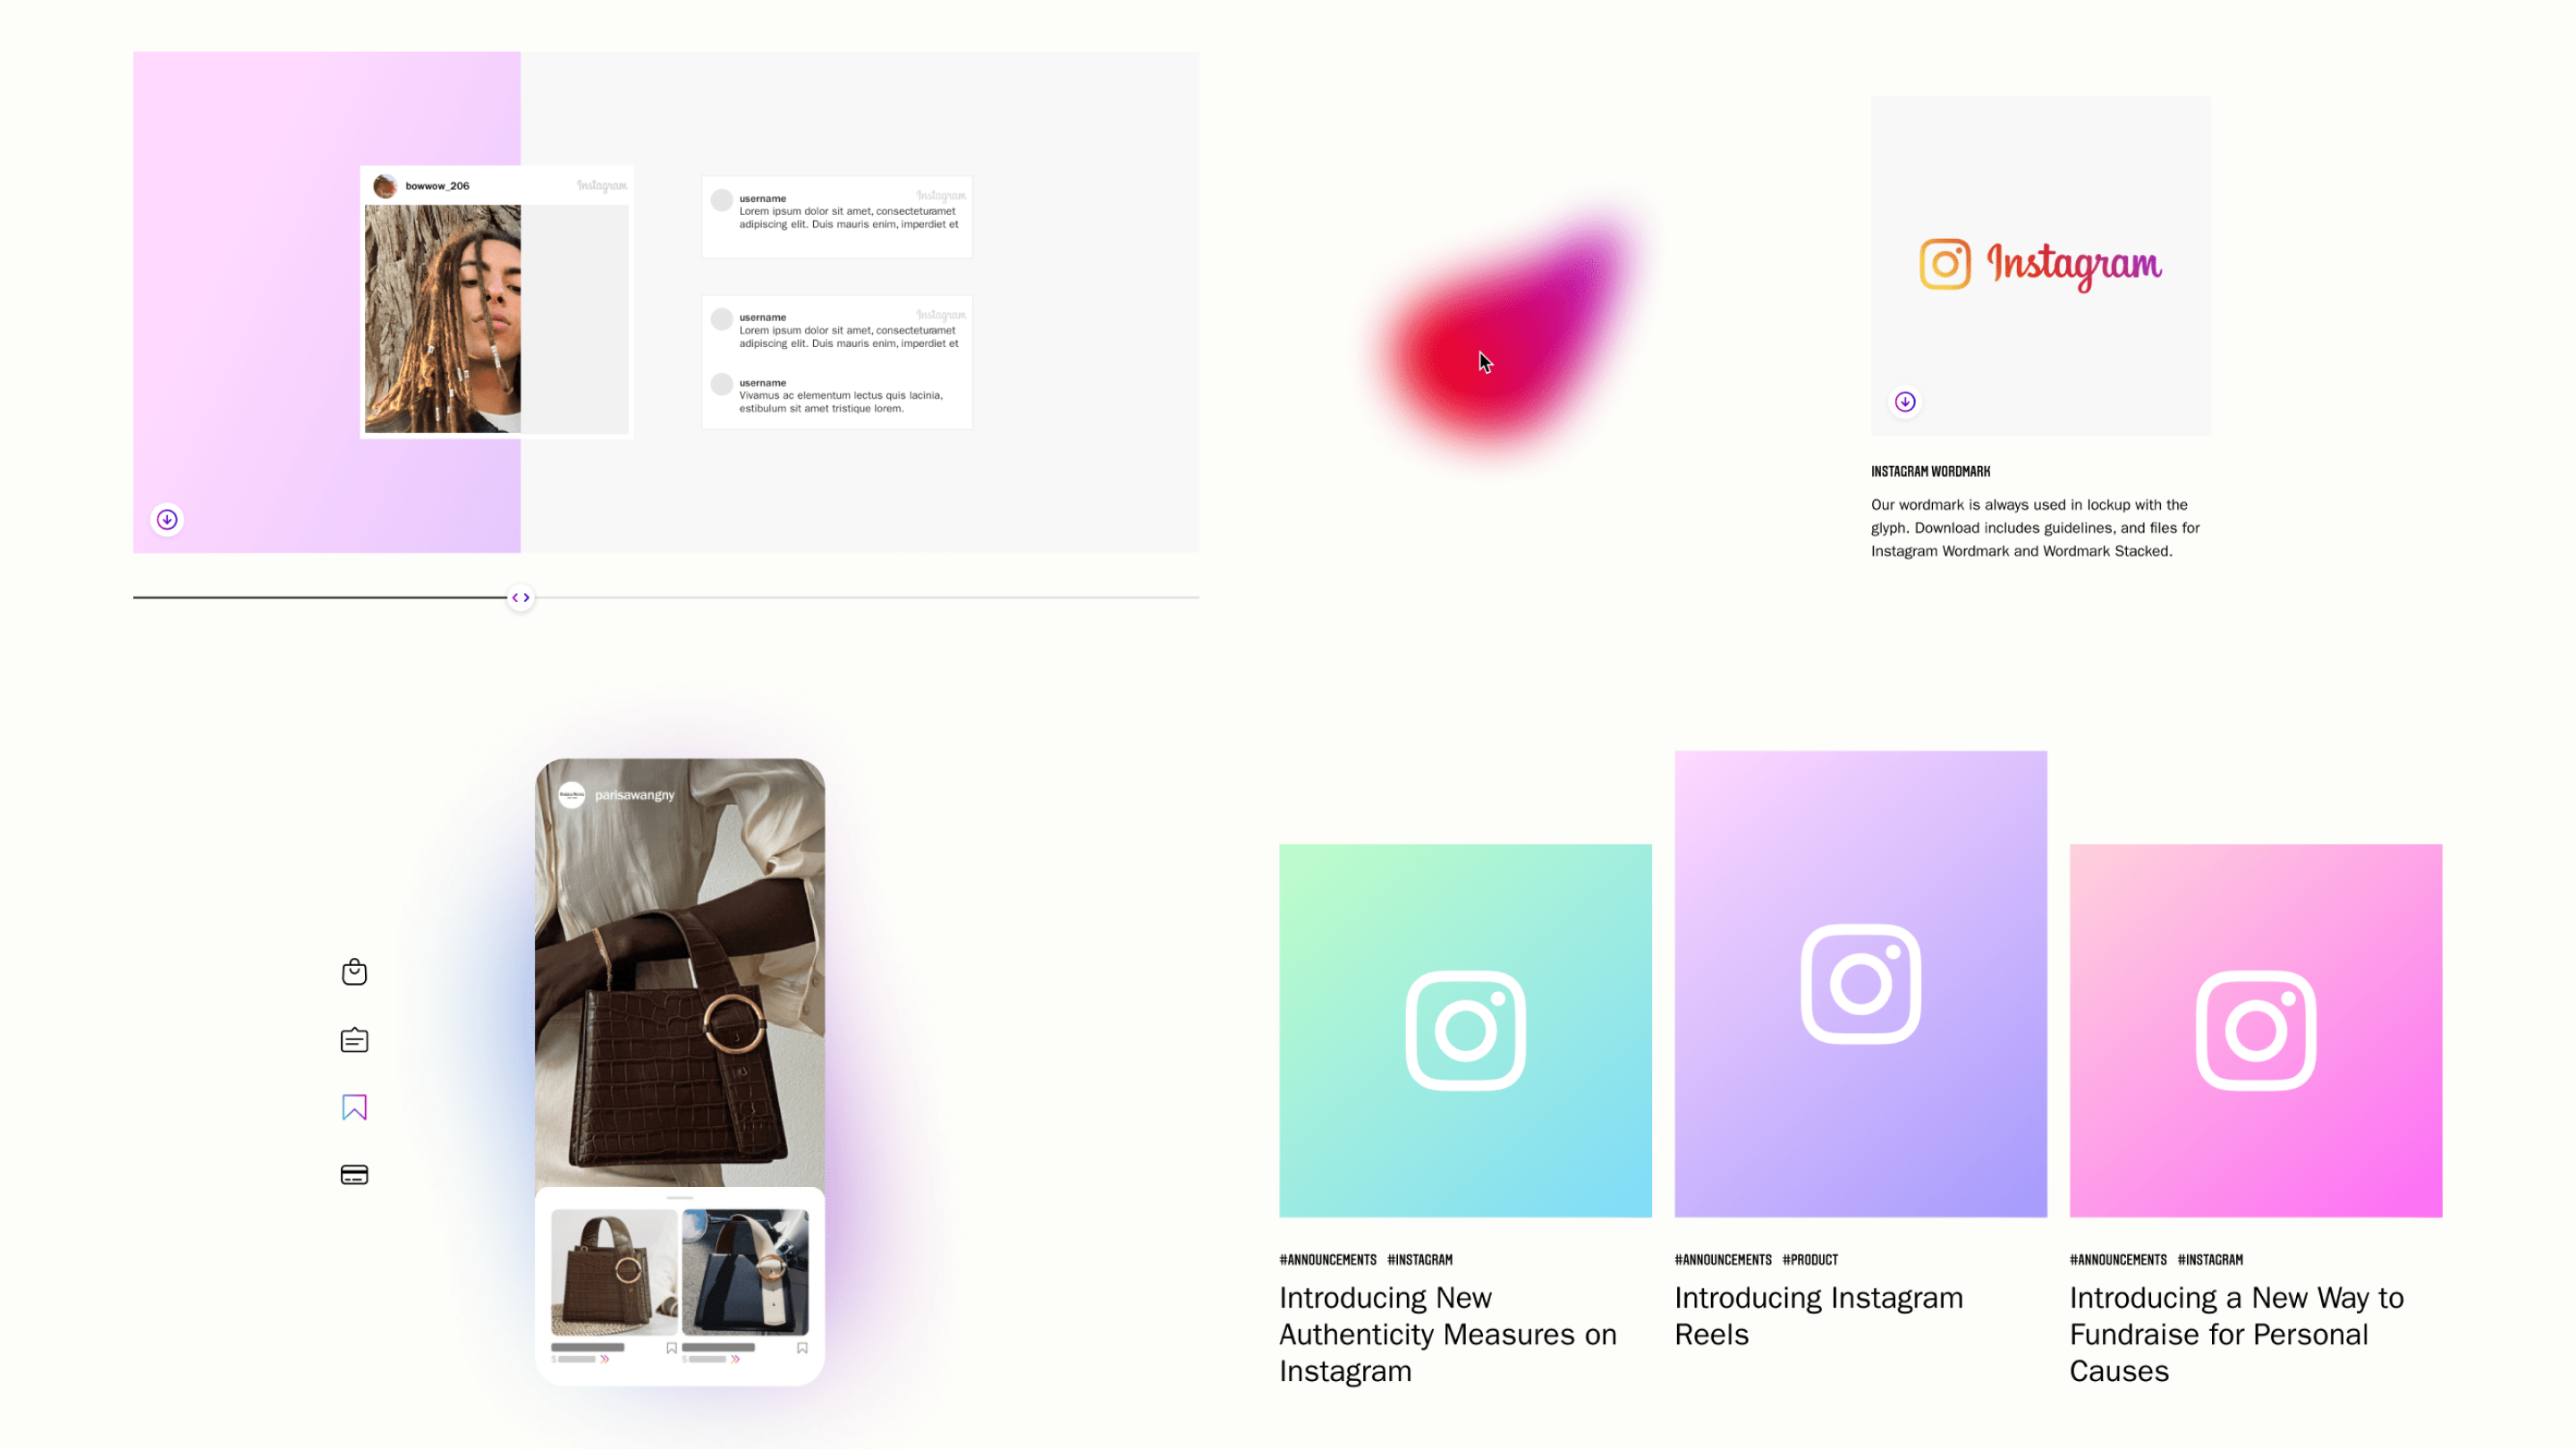 bowwow_206
Instagram
username
Instagram
Lorem ipsum dolor sit amet, consecteturamet
adipiscing elit. Duis mauris enim, imperdiet et
username
Instagram
Lorem ipsum dolor sit amet, consecteturamet
adipiscing elit. Duis mauris enim, imperdiet et
username
Vivamus ac elementum lectus quis lacinia,
estibulum sit amet tristique lorem.
Instagram
INSTAGRAM WORDMARK
Our wordmark is always used in lockup with the
glyph. Download includes guidelines, and files for
Instagram Wordmark and Wordmark Stacked.
parisawangny
$
$
#ANNOUNCEMENTS #INSTAGRAM
Introducing New
Authenticity Measures on
Instagram
#ANNOUNCEMENTS #PRODUCT
Introducing Instagram
Reels
#ANNOUNCEMENTS #INSTAGRAM
Introducing a New Way to
Fundraise for Personal
Causes